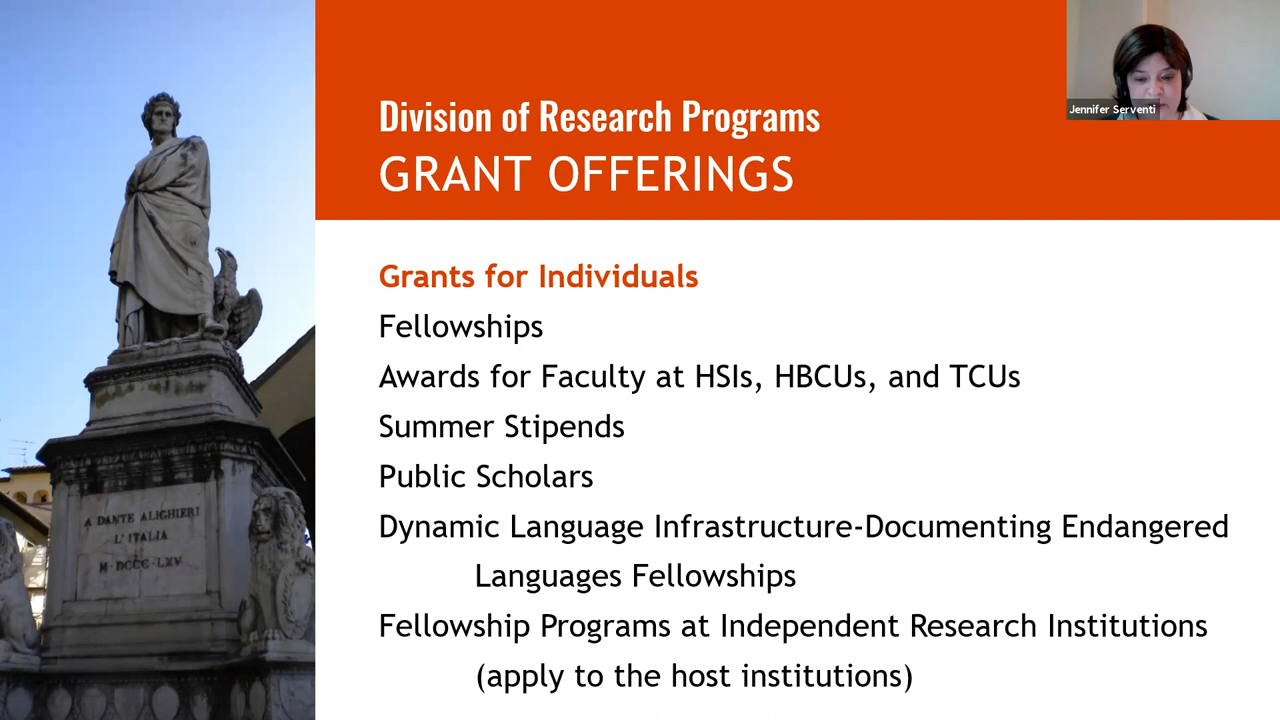 Division of Research Programs
GRANT OFFERINGS
Jennifer Serventi
Grants for Individuals
Fellowships
Awards for Faculty at HSIs, HBCUs, and TCUs
Summer Stipends
Public Scholars
Dynamic Language Infrastructure-Documenting Endangered
Languages Fellowships
Fellowship Programs at Independent Research Institutions
(apply to the host institutions)
A DANTE ALIGHIERI
L'ITALIA
M·DCCC·LXV